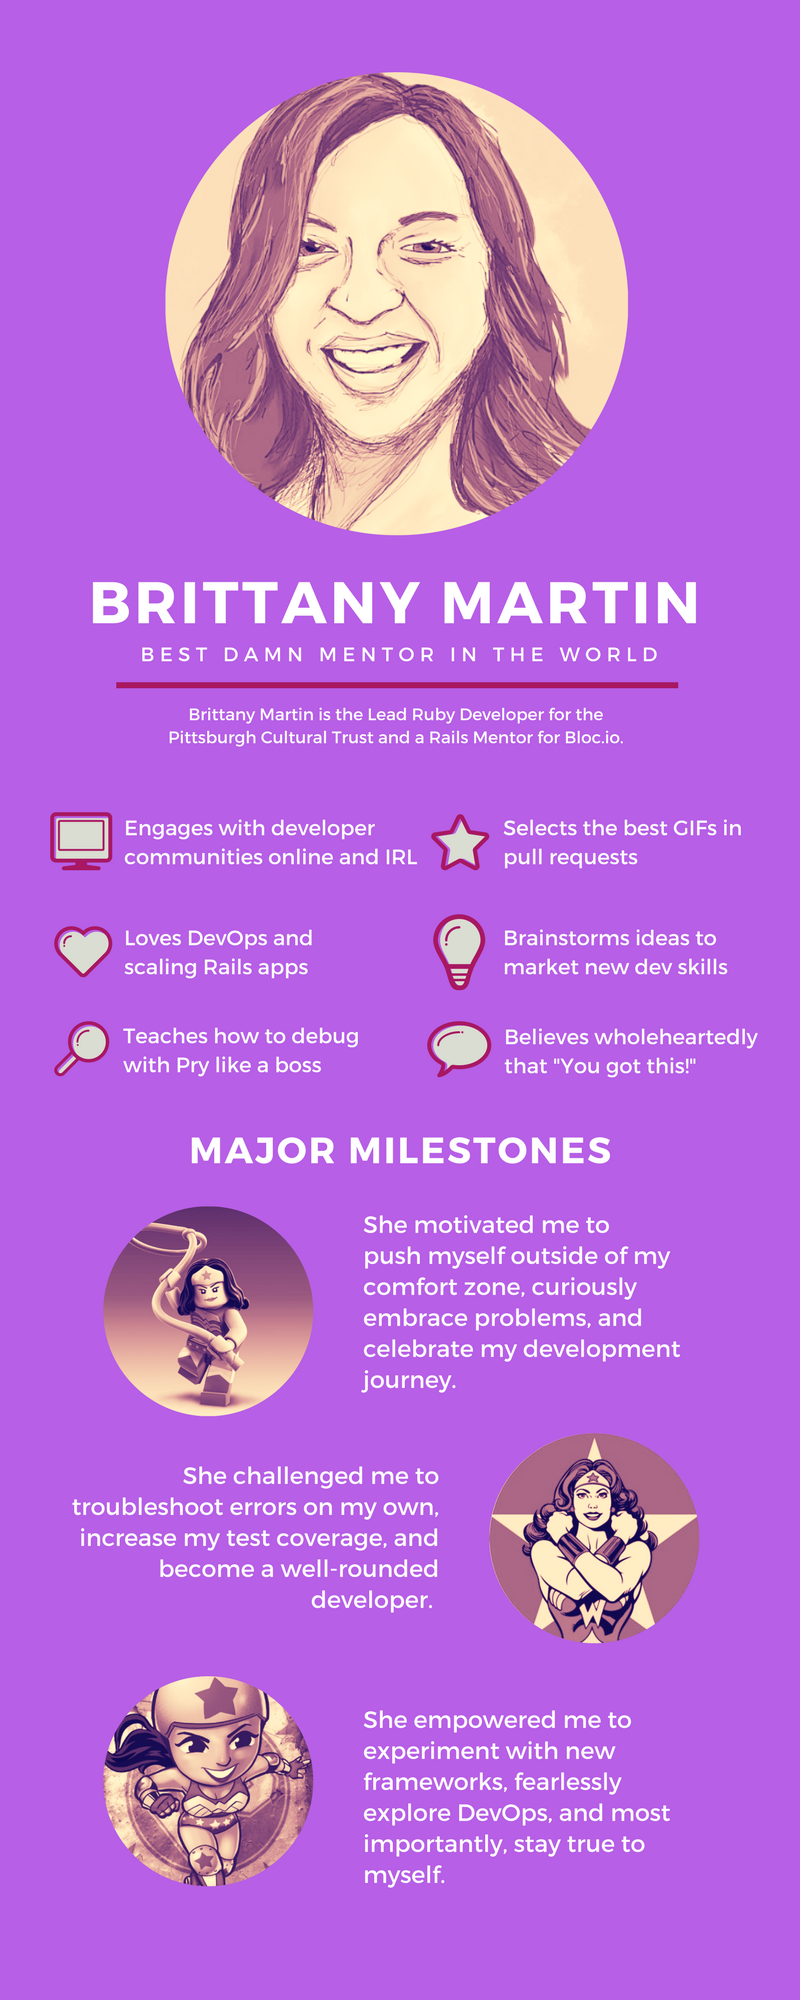 BRITTANY MARTIN
BEST DAMN MENTOR IN THE WORLD
Brittany Martin is the Lead Ruby Developer for the
Pittsburgh Cultural Trust and a Rails Mentor for Bloc.io.
Engages with developer
communities online and IRL
Selects the best GIFs in
pull requests
Loves DevOps and
scaling Rails apps
Brainstorms ideas to
market new dev skills
Teaches how to debug
with Pry like a boss
Believes wholeheartedly
that "You got this!"
MAJOR MILESTONES
She motivated me to
push myself outside of my
comfort zone, curiously
embrace problems, and
celebrate my development
journey.
She challenged me to
troubleshoot errors on my own,
increase my test coverage, and
become a well-rounded
developer.
W
She empowered me to
experiment with new
frameworks, fearlessly
explore DevOps, and most
importantly, stay true to
myself.